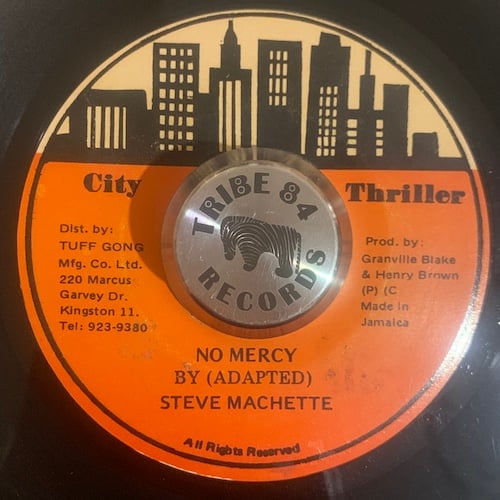 City Thriller
Dist. by:
TUFF GONG
Mfg. Co. Ltd.
220 Marcus
Garvey Dr.
Kingston 11.
Tel: 923-9380
TRIBE 84
RECORDS
Prod. by:
Granville Blake
& Henry Brown
(P) (C
Made in
Jamaica
NO MERCY
BY (ADAPTED)
STEVE MACHETTE
All Rights Reserved